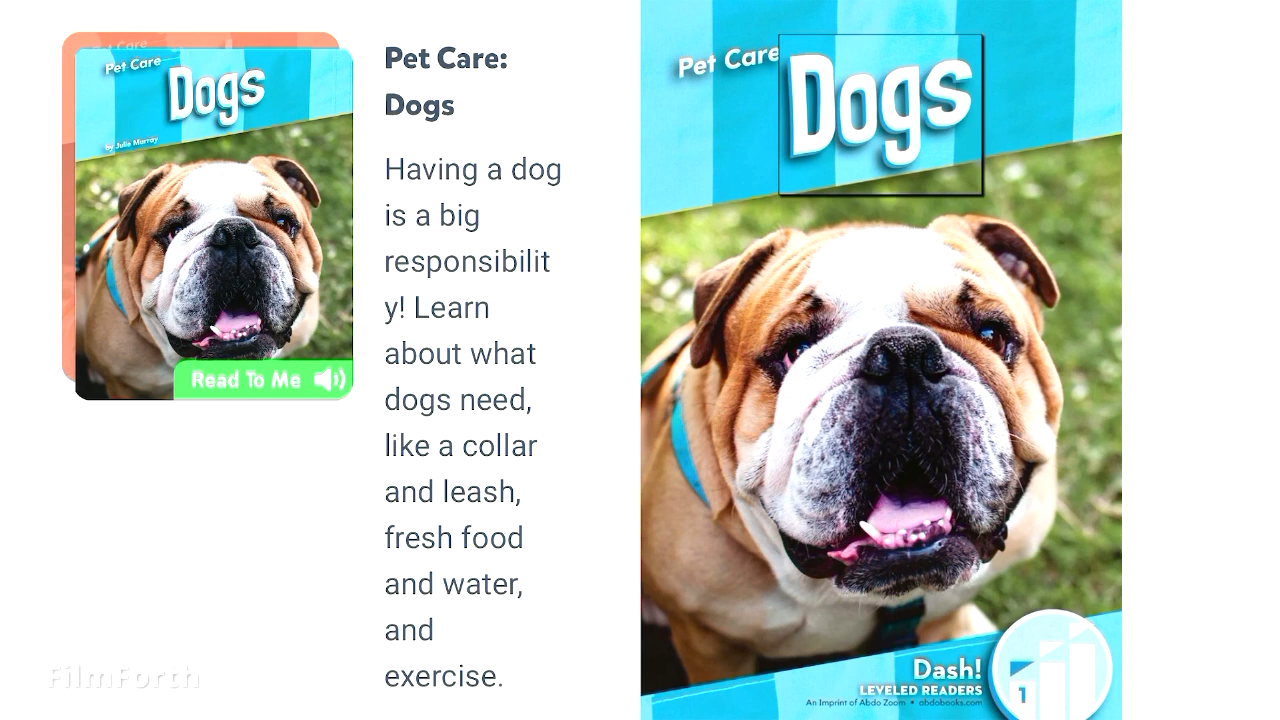 Pet Care
Dogs
by Julie Murray
Read To Me
Pet Care:
Dogs
Having a dog
is a big
responsibilit
y! Learn
about what
dogs need,
like a collar
and leash,
fresh food
and water,
and
exercise.
Pet Care
Dogs
Dash!
LEVELED READERS
An Imprint of Abdo Zoom • abdobooks.com
1
FilmForth